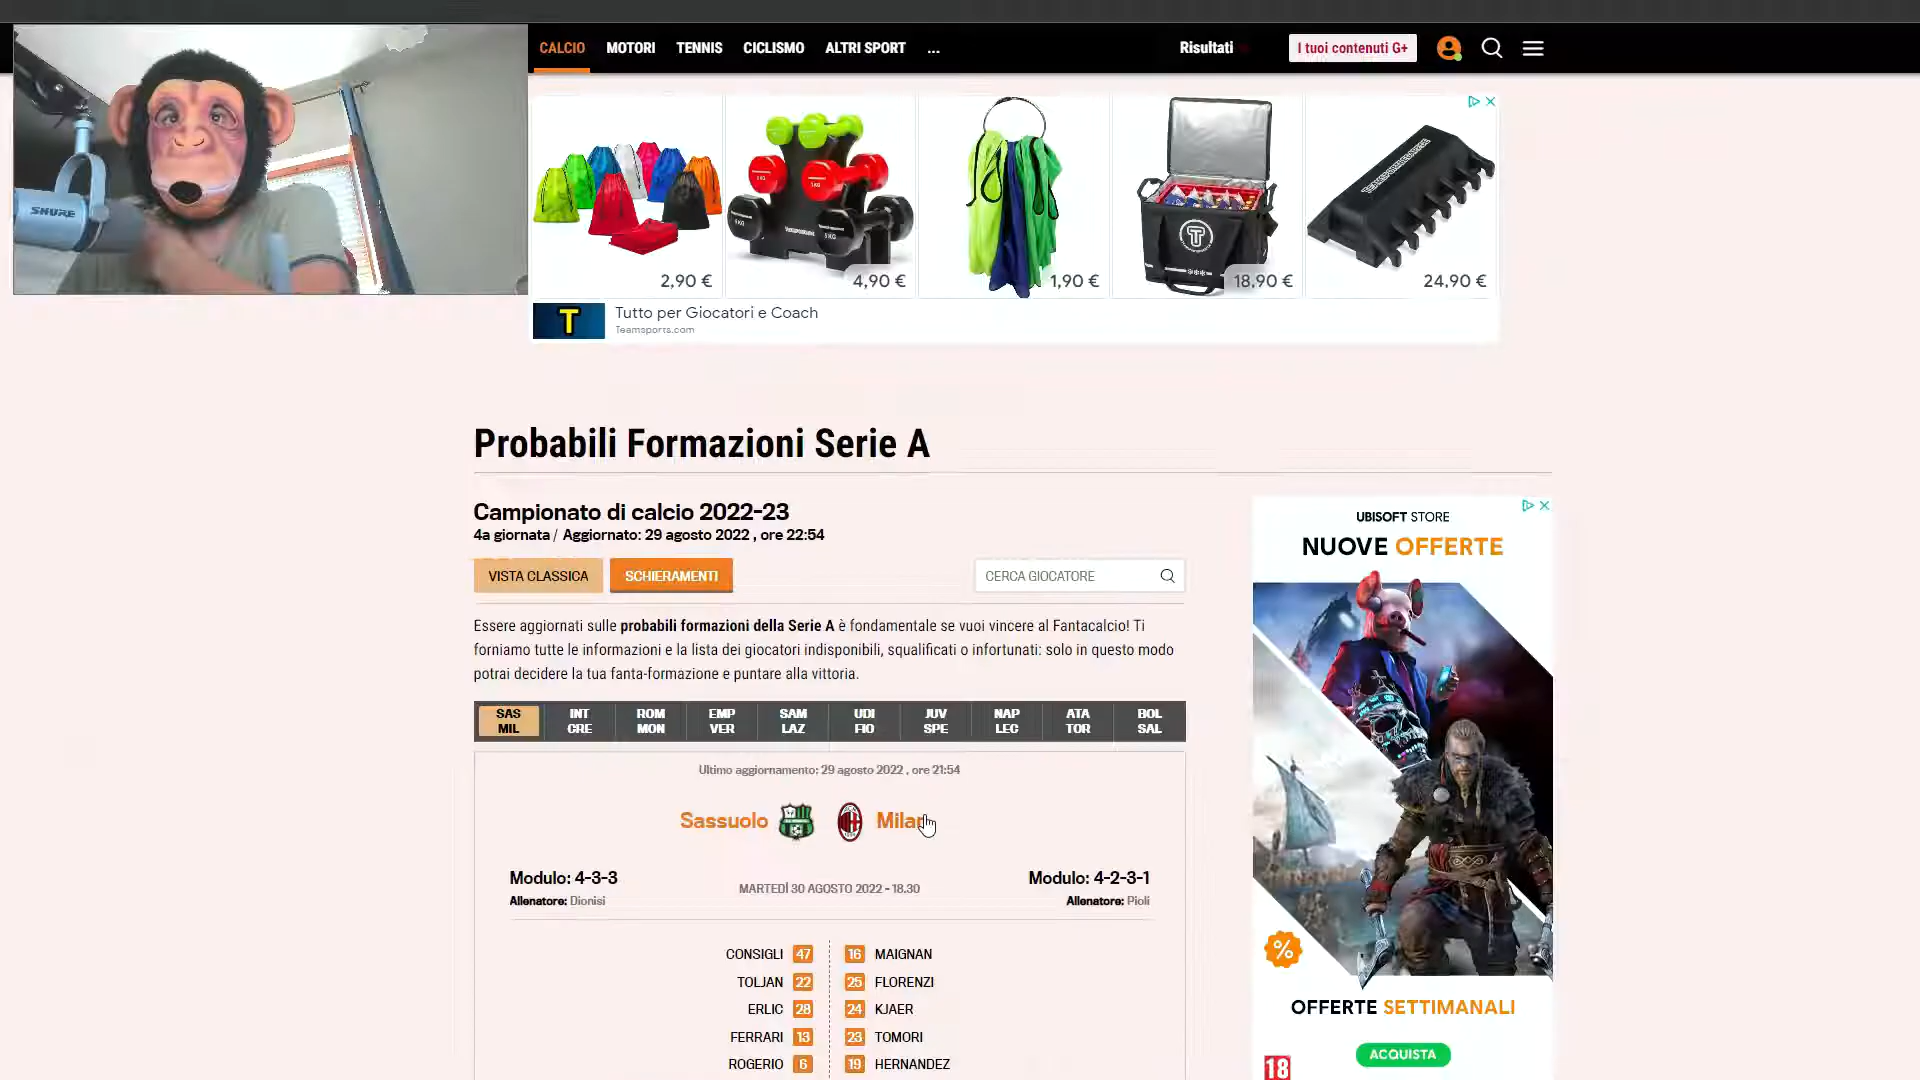 CALCIO MOTORI TENNIS CICLISMO ALTRI SPORT ... Risultati I tuoi contenuti G+
SHURE
2,90 € 4,90 € 1,90 € 18,90 € 24,90 €
T Tutto per Giocatori e Coach
Teamsports.com
Probabili Formazioni Serie A
Campionato di calcio 2022-23
4a giornata / Aggiornato: 29 agosto 2022 , ore 22:54
VISTA CLASSICA SCHIERAMENTI CERCA GIOCATORE
Essere aggiornati sulle probabili formazioni della Serie A è fondamentale se vuoi vincere al Fantacalcio! Ti
forniamo tutte le informazioni e la lista dei giocatori indisponibili, squalificati o infortunati: solo in questo modo
potrai decidere la tua fanta-formazione e puntare alla vittoria.
SAS INT ROM EMP SAM UDI JUV NAP ATA BOL
MIL CRE MON VER LAZ FIO SPE LEC TOR SAL
Ultimo aggiornamento: 29 agosto 2022 , ore 21:54
Sassuolo Milan
Modulo: 4-3-3 MARTEDÌ 30 AGOSTO 2022 - 18.30 Modulo: 4-2-3-1
Allenatore: Dionisi Allenatore: Pioli
CONSIGLI 47 16 MAIGNAN
TOLJAN 22 25 FLORENZI
ERLIC 28 24 KJAER
FERRARI 13 23 TOMORI
ROGERIO 6 19 HERNANDEZ
UBISOFT STORE
NUOVE OFFERTE
%
OFFERTE SETTIMANALI
ACQUISTA
18